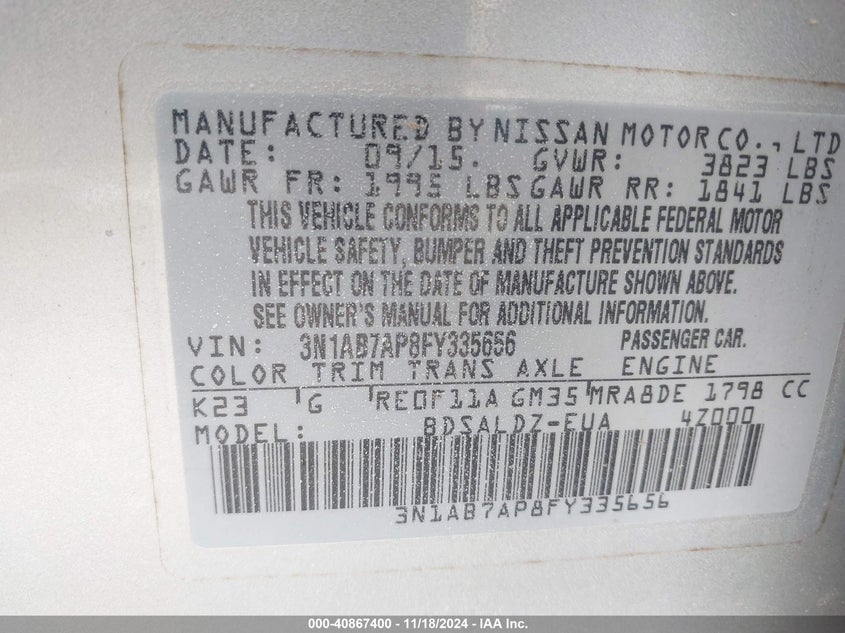 MANUFACTURED BY NISSAN MOTOR CO., LTD
DATE: 09/15. GVWR: 3823 LBS
GAWR FR: 1995 LBS GAWR RR: 1841 LBS
THIS VEHICLE CONFORMS TO ALL APPLICABLE FEDERAL MOTOR
VEHICLE SAFETY, BUMPER AND THEFT PREVENTION STANDARDS
IN EFFECT ON THE DATE OF MANUFACTURE SHOWN ABOVE.
SEE OWNER'S MANUAL FOR ADDITIONAL INFORMATION.
VIN: 3N1AB7AP8FY335656 PASSENGER CAR.
COLOR TRIM TRANS AXLE ENGINE
K23 G RE0F11A GM35 MRA8DE 1798 CC
MODEL: BDSALDZ-EUA 4Z000
3N1AB7AP8FY335656
000-40867400 - 11/18/2024 - IAA Inc.